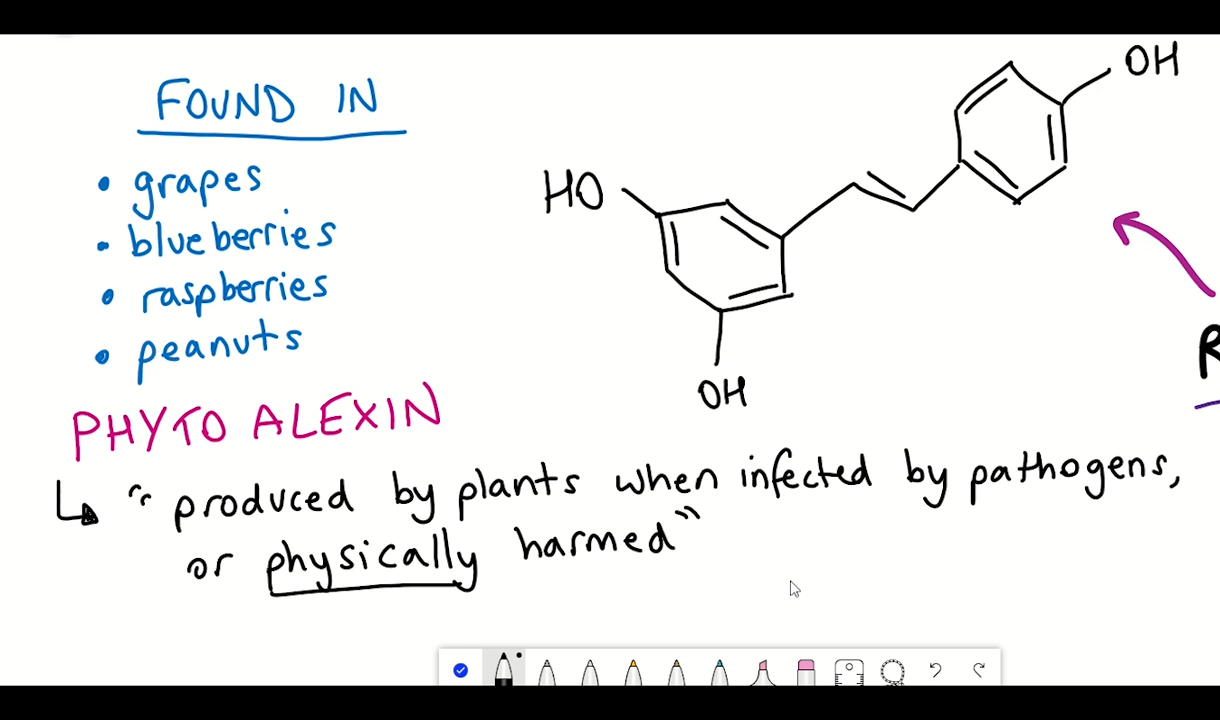 FOUND IN
• grapes
• blueberries
• raspberries
• peanuts
OH
HO
OH
R
PHYTO ALEXIN
↳ "produced by plants when infected by pathogens,
or physically harmed"